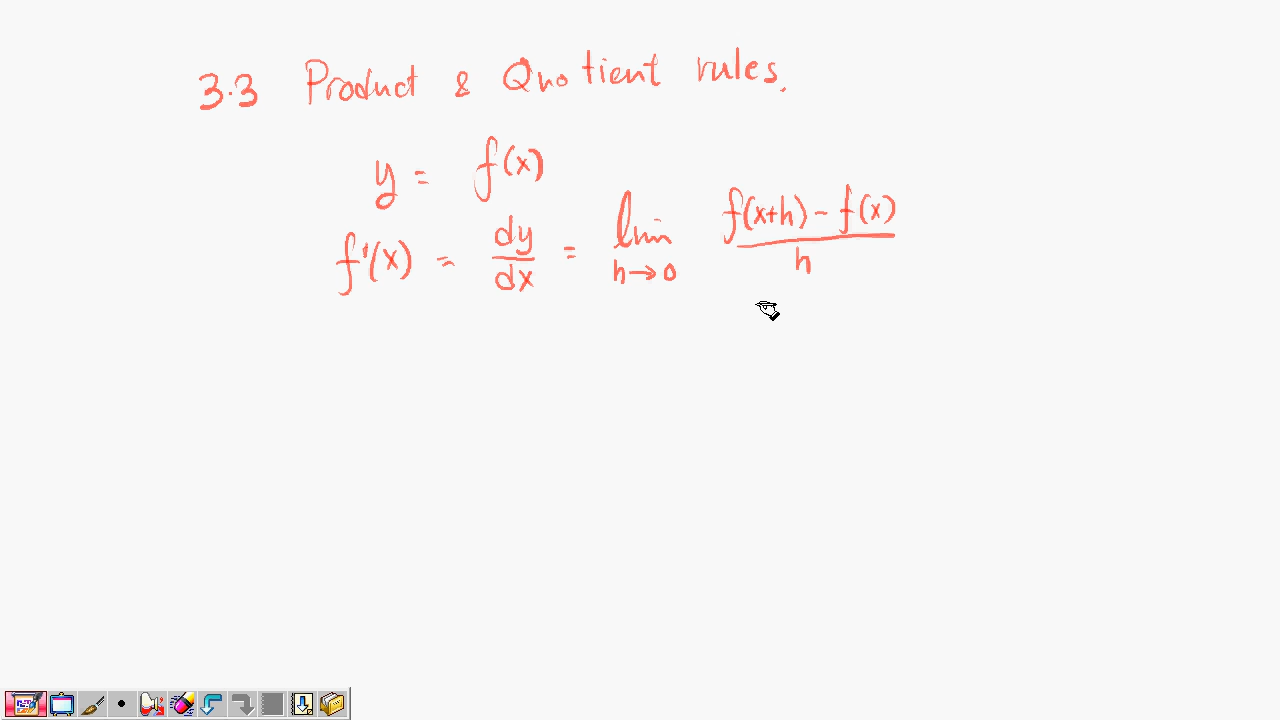 3.3 Product & Quotient rules.
y = f(x)
f'(x) = dy/dx = lim h→0 f(x+h) - f(x) / h